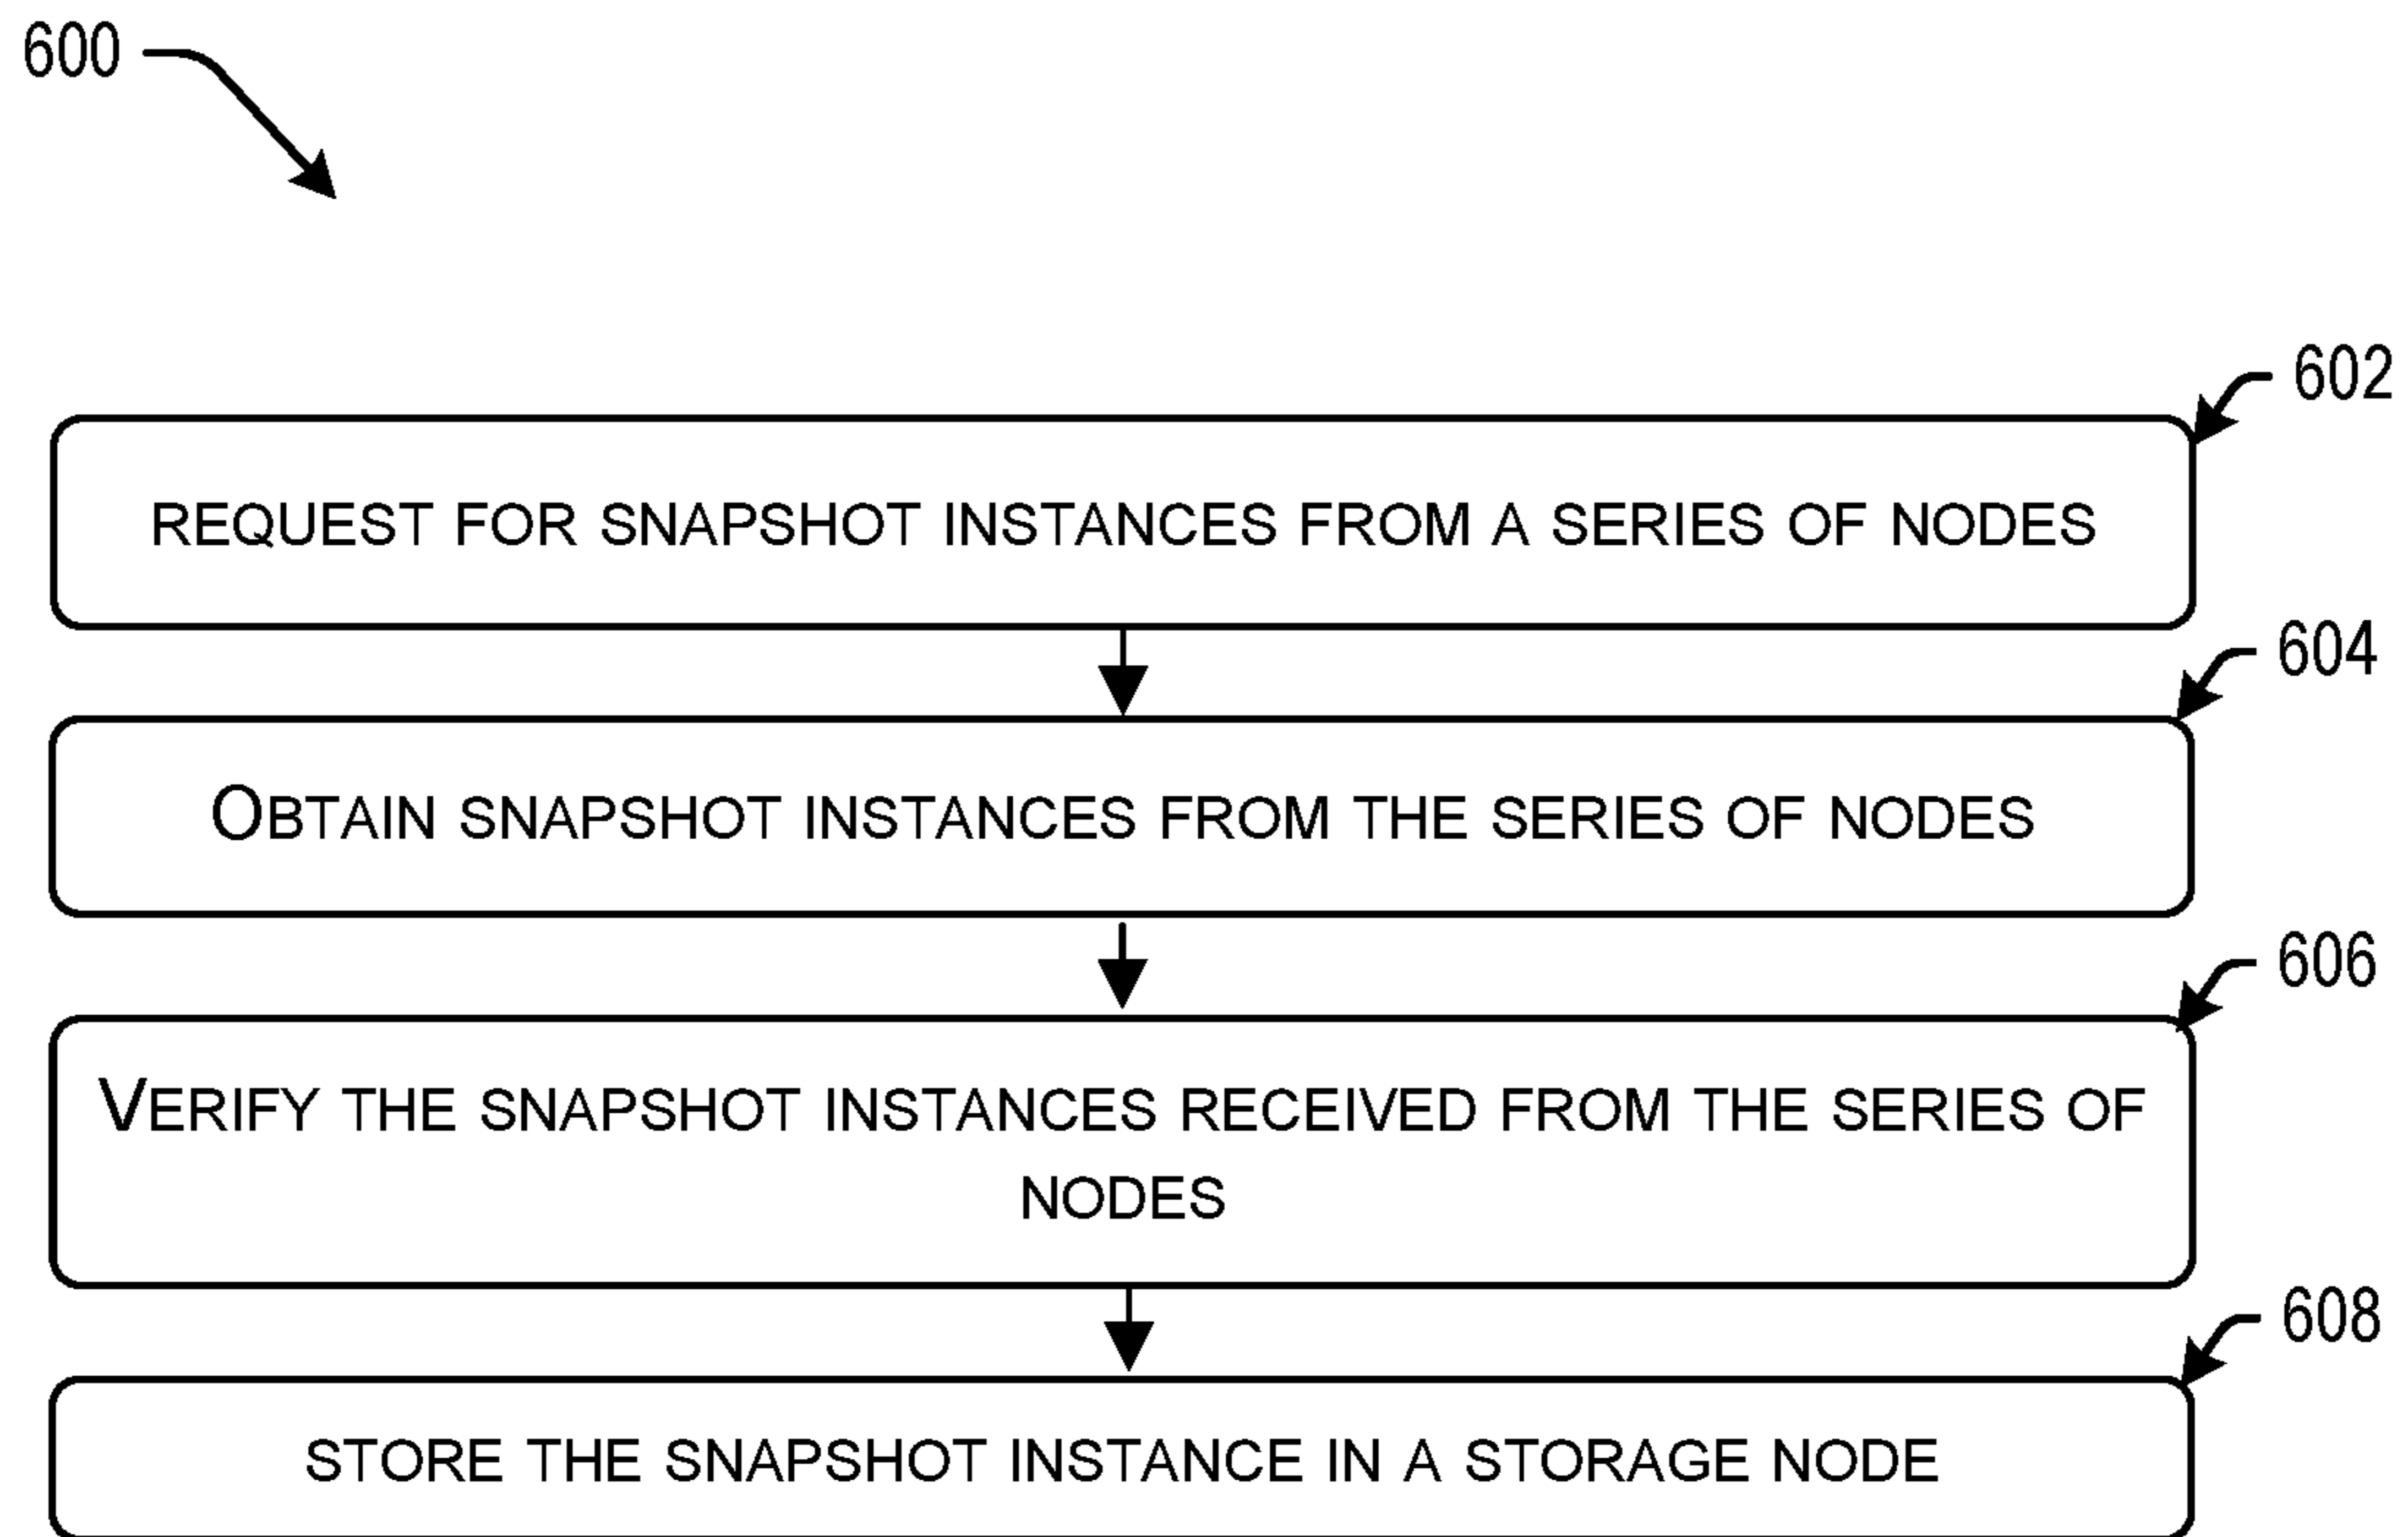 600
602
REQUEST FOR SNAPSHOT INSTANCES FROM A SERIES OF NODES
604
OBTAIN SNAPSHOT INSTANCES FROM THE SERIES OF NODES
606
VERIFY THE SNAPSHOT INSTANCES RECEIVED FROM THE SERIES OF
NODES
608
STORE THE SNAPSHOT INSTANCE IN A STORAGE NODE